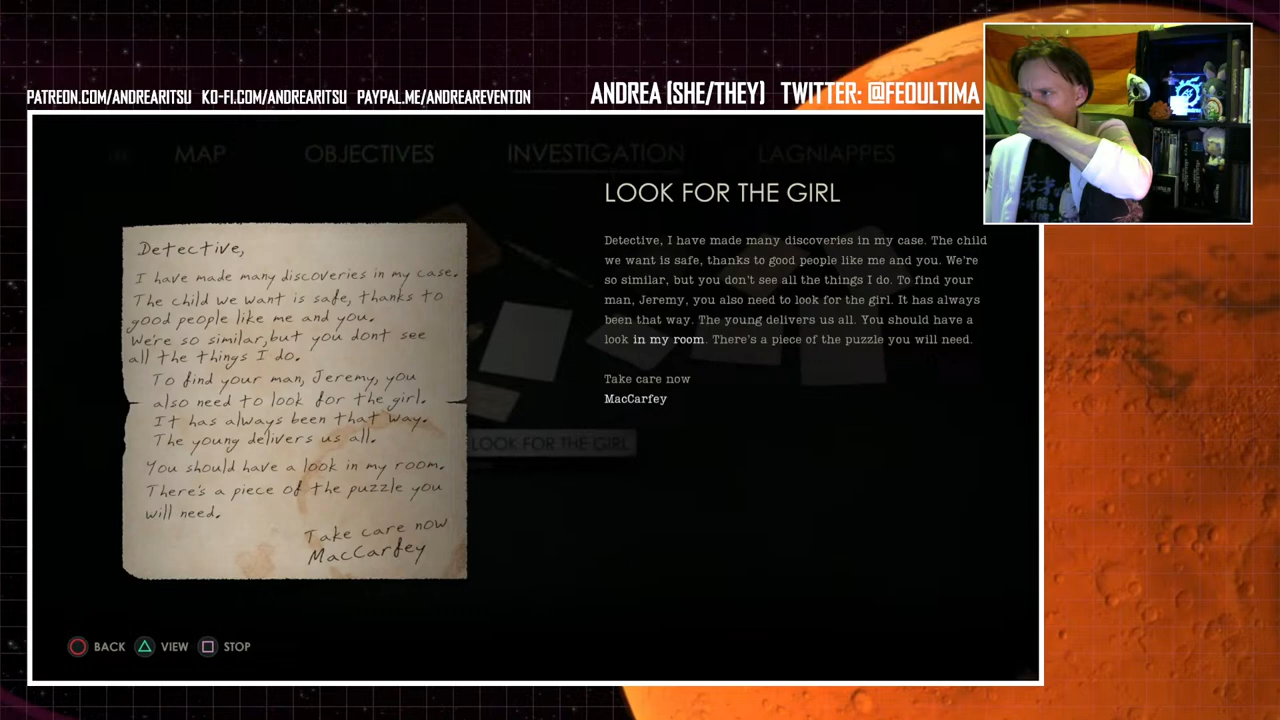 PATREON.COM/ANDREARITSU KO-FI.COM/ANDREARITSU PAYPAL.ME/ANDREAREVENTON
ANDREA (SHE/THEY) TWITTER: @FEOULTIMA
MAP OBJECTIVES INVESTIGATION LAGNIAPPES
Detective,
I have made many discoveries in my case.
The child we want is safe, thanks to
good people like me and you.
We're so similar, but you dont see
all the things I do.
To find your man, Jeremy, you
also need to look for the girl.
It has always been that way.
The young delivers us all.
You should have a look in my room.
There's a piece of the puzzle you
will need.
Take care now
MacCarfey
LOOK FOR THE GIRL
Detective, I have made many discoveries in my case. The child
we want is safe, thanks to good people like me and you. We're
so similar, but you don't see all the things I do. To find your
man, Jeremy, you also need to look for the girl. It has always
been that way. The young delivers us all. You should have a
look in my room. There's a piece of the puzzle you will need.
Take care now
MacCarfey
LOOK FOR THE GIRL
BACK VIEW STOP